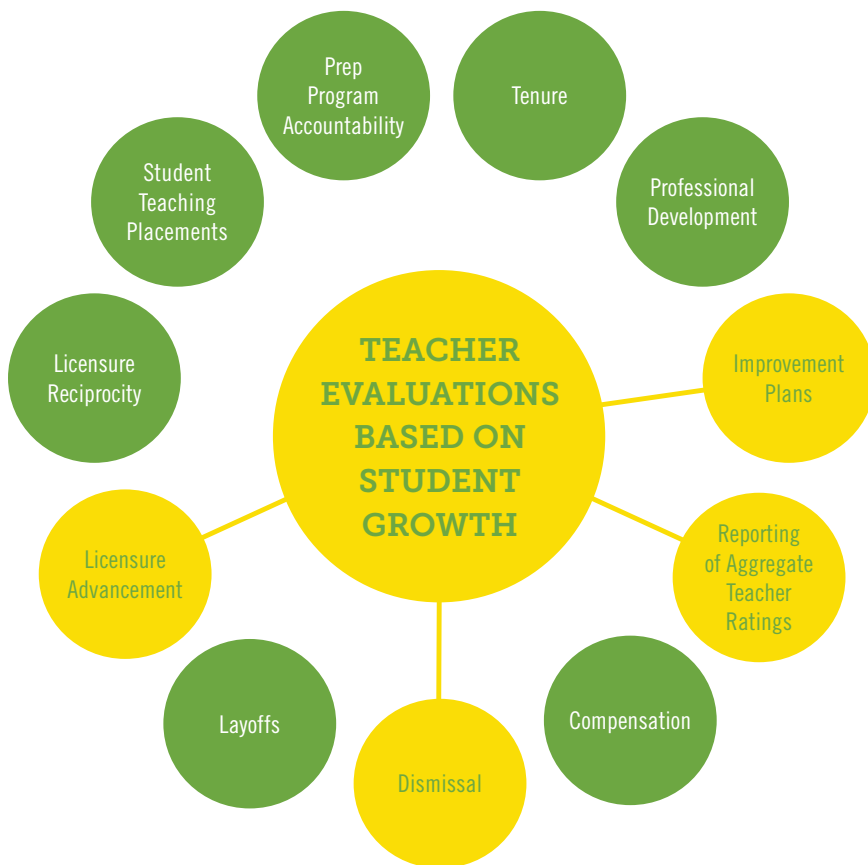 Prep
Program
Accountability
Tenure
Student
Teaching
Placements
Professional
Development
Licensure
Reciprocity
TEACHER
EVALUATIONS
BASED ON
STUDENT
GROWTH
Improvement
Plans
Licensure
Advancement
Reporting
of Aggregate
Teacher
Ratings
Layoffs
Dismissal
Compensation